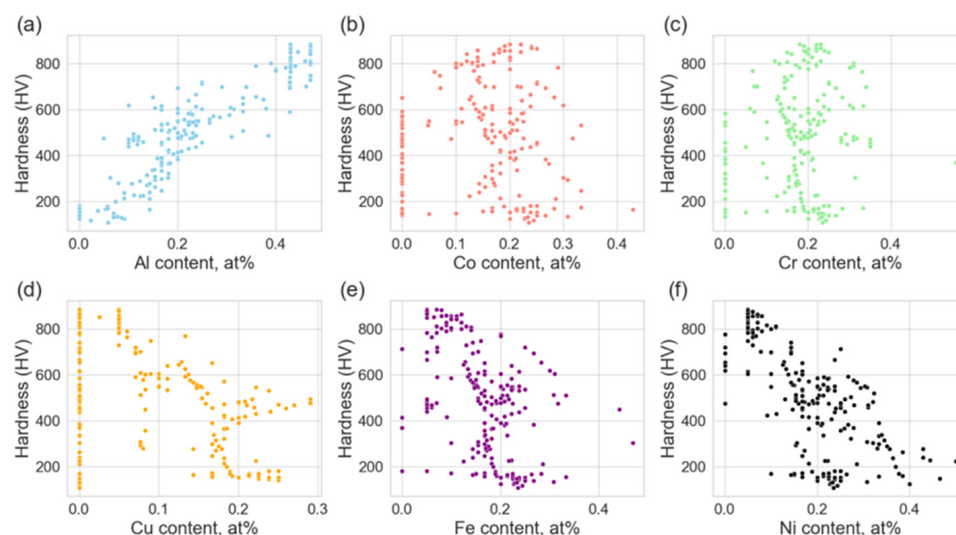 (a)
(b)
(c)
Hardness (HV)
800
600
400
200
0.0 0.2 0.4
Al content, at%
Hardness (HV)
800
600
400
200
0.0 0.1 0.2 0.3 0.4
Co content, at%
Hardness (HV)
800
600
400
200
0.0 0.2 0.4
Cr content, at%
(d)
(e)
(f)
Hardness (HV)
800
600
400
200
0.0 0.1 0.2 0.3
Cu content, at%
Hardness (HV)
800
600
400
200
0.0 0.2 0.4
Fe content, at%
Hardness (HV)
800
600
400
200
0.0 0.2 0.4
Ni content, at%